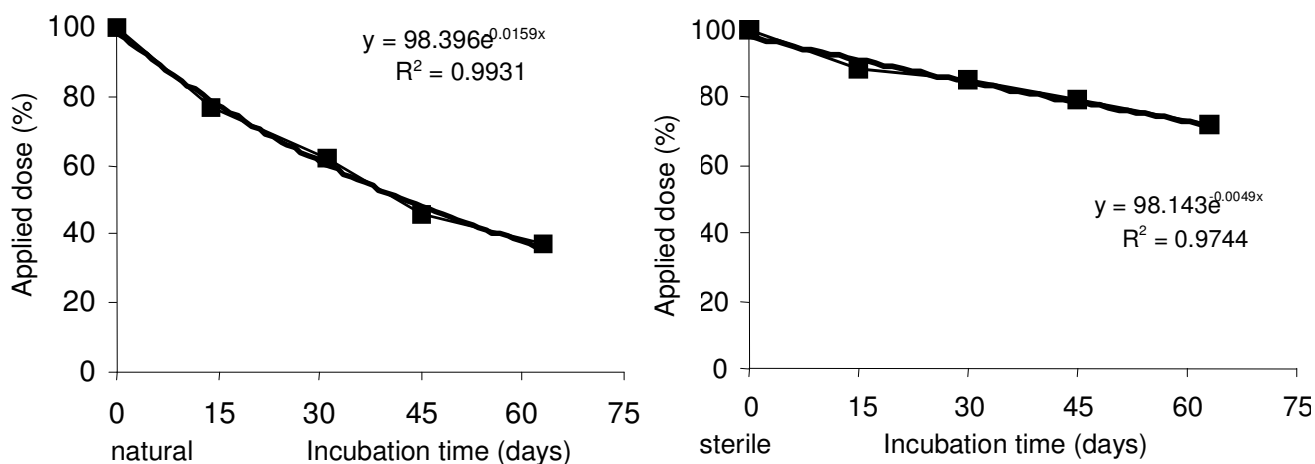 100
80
60
40
20
0
Applied dose (%)
y = 98.396e^-0.0159x
R² = 0.9931
0 15 30 45 60 75
natural Incubation time (days)
100
80
60
40
20
0
Applied dose (%)
y = 98.143e^-0.0049x
R² = 0.9744
0 15 30 45 60 75
sterile Incubation time (days)